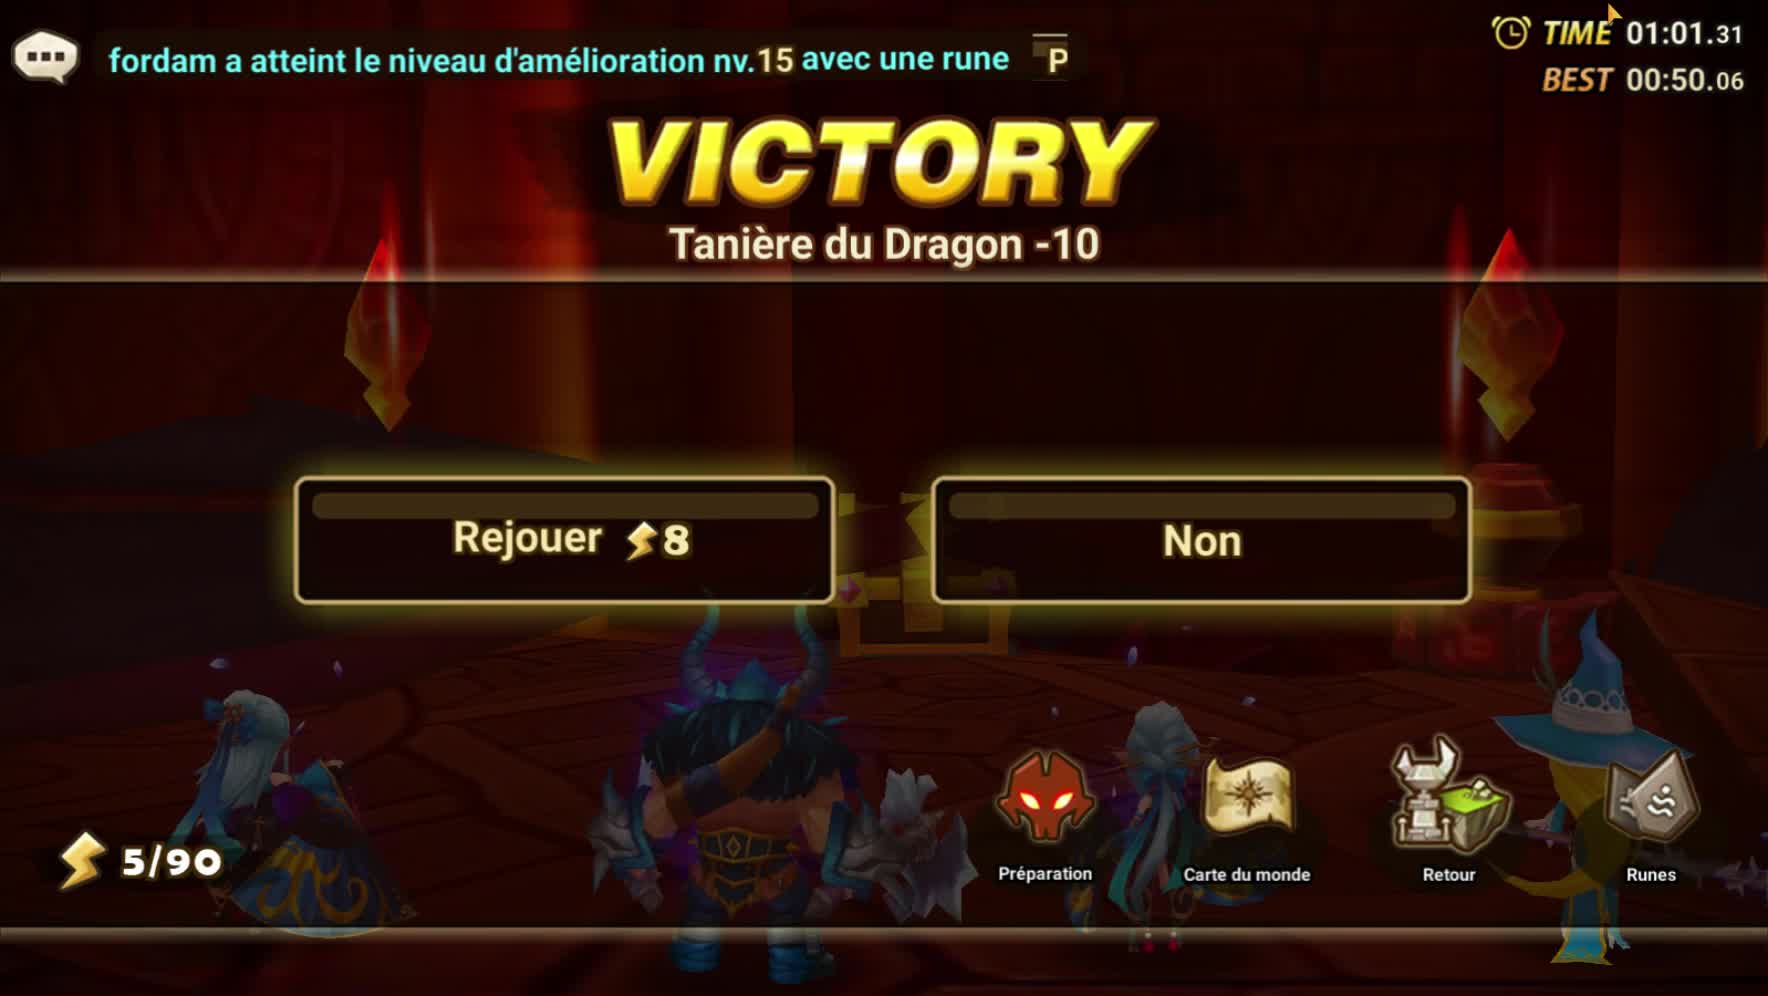 fordam a atteint le niveau d'amélioration nv.15 avec une rune P
TIME 01:01.31
BEST 00:50.06
VICTORY
Tanière du Dragon -10
Rejouer 8
Non
5/90
Préparation
Carte du monde
Retour
Runes